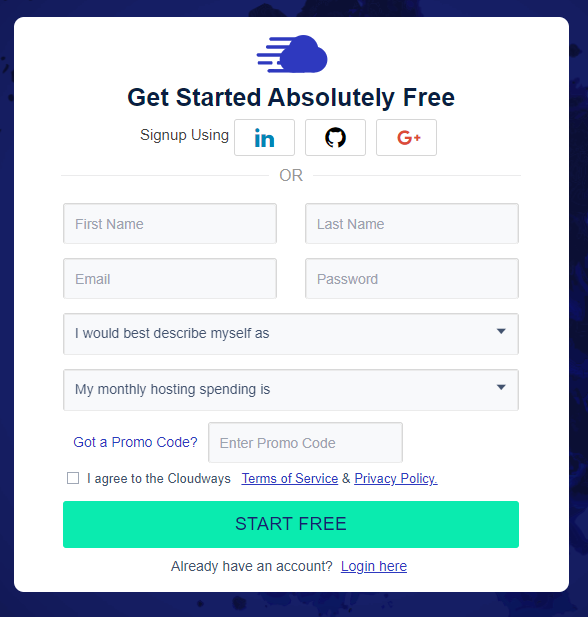 Get Started Absolutely Free
Signup Using in G+
OR
First Name Last Name
Email Password
I would best describe myself as
My monthly hosting spending is
Got a Promo Code? Enter Promo Code
I agree to the Cloudways Terms of Service & Privacy Policy.
START FREE
Already have an account? Login here